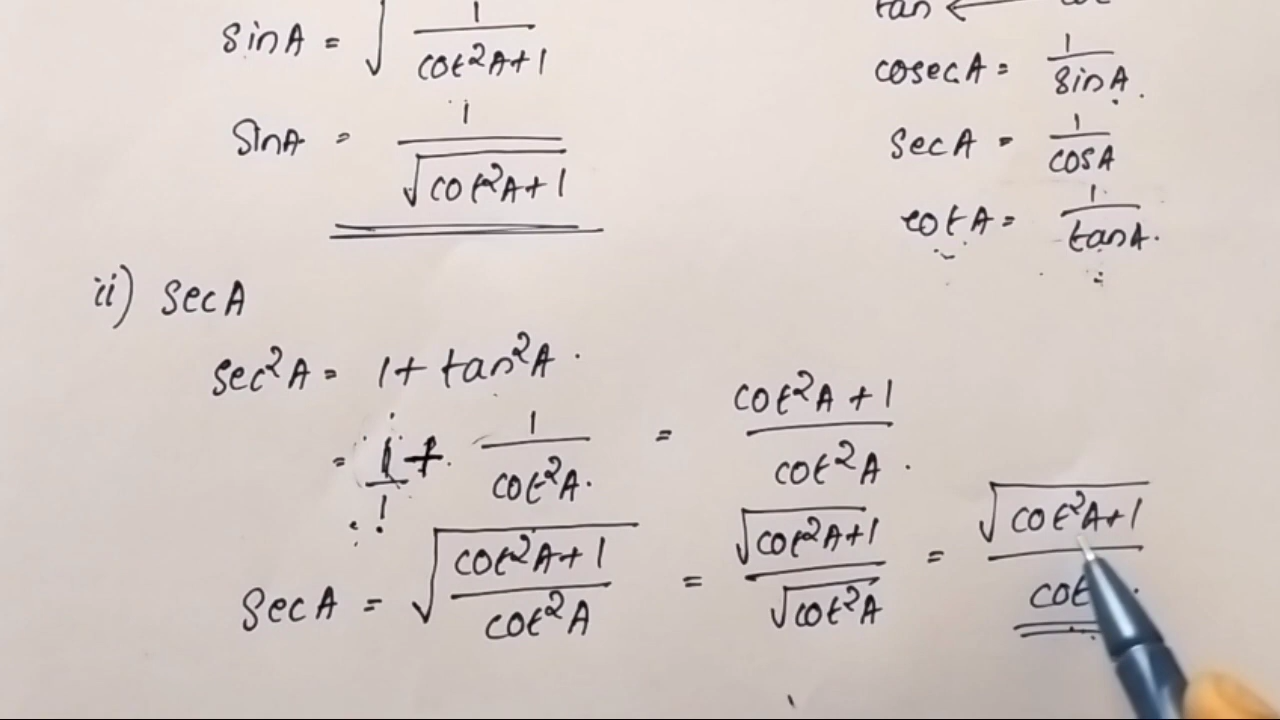 sinA = √ 1 / cot²A+1
sinA = 1 / √cot²A+1
tan ←
cosecA = 1 / sinA.
secA = 1 / cosA
cotA = 1 / tanA.
ii) secA
sec²A = 1 + tan²A.
= 1/1 + 1 / cot²A. = cot²A + 1 / cot²A.
secA = √ cot²A+1 / cot²A = √cot²A+1 / √cot²A = √cot²A+1 / cot